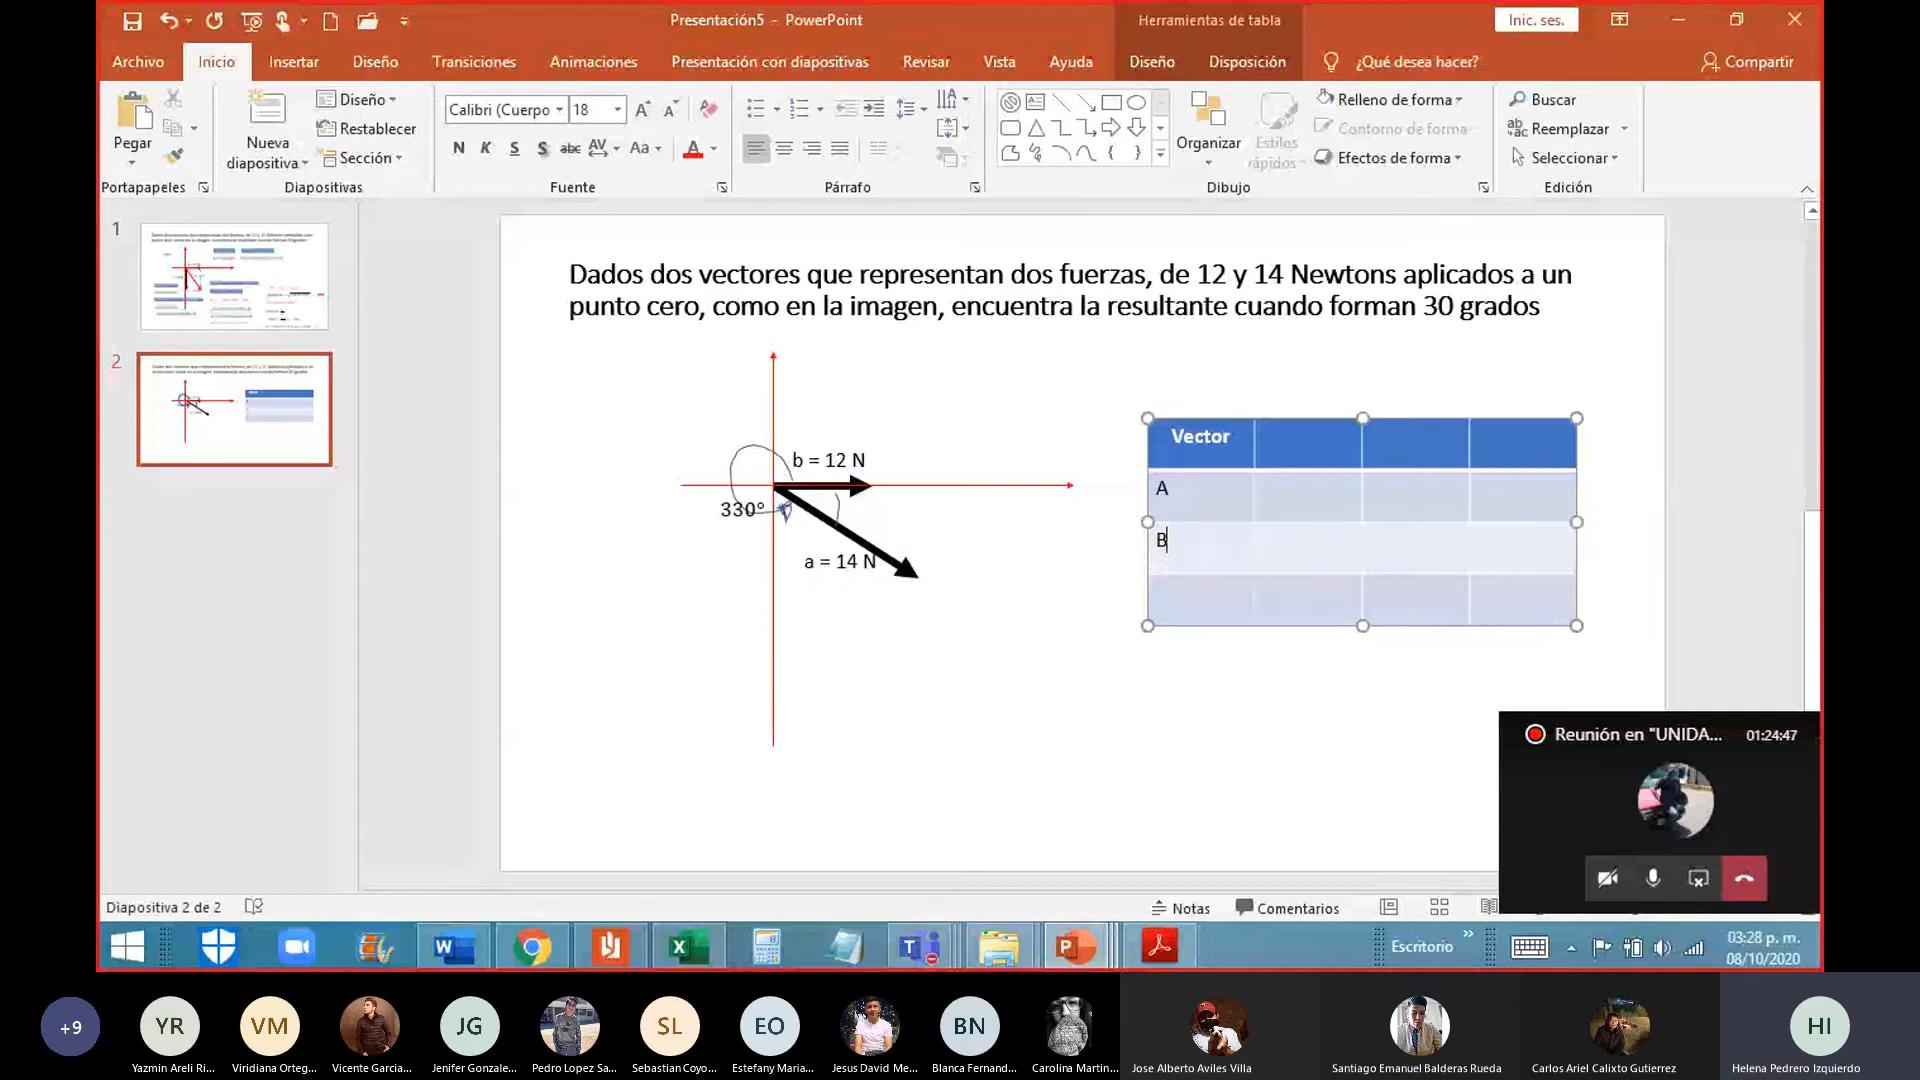 Presentación5 - PowerPoint
Herramientas de tabla
Inic. ses.
Archivo
Inicio
Insertar
Diseño
Transiciones
Animaciones
Presentación con diapositivas
Revisar
Vista
Ayuda
Diseño
Disposición
¿Qué desea hacer?
Compartir
Pegar
Portapapeles
Nueva
diapositiva
Diseño
Restablecer
Sección
Diapositivas
Calibri (Cuerpo
18
N K S S abc AV Aa A
Fuente
Párrafo
Organizar
Estilos
rápidos
Relleno de forma
Contorno de forma
Efectos de forma
Dibujo
Buscar
Reemplazar
Seleccionar
Edición
1
2
Dados dos vectores que representan dos fuerzas, de 12 y 14 Newtons aplicados a un
punto cero, como en la imagen, encuentra la resultante cuando forman 30 grados
b = 12 N
330°
a = 14 N
Vector
A
B
Reunión en "UNIDA...
01:24:47
Diapositiva 2 de 2
Notas
Comentarios
Escritorio
03:28 p. m.
08/10/2020
+9
YR
VM
JG
SL
EO
BN
HI
Yazmin Areli Ri...
Viridiana Orteg...
Vicente Garcia...
Jenifer Gonzale...
Pedro Lopez Sa...
Sebastian Coyo...
Estefany Maria...
Jesus David Me...
Blanca Fernand...
Carolina Martin...
Jose Alberto Aviles Villa
Santiago Emanuel Balderas Rueda
Carlos Ariel Calixto Gutierrez
Helena Pedrero Izquierdo